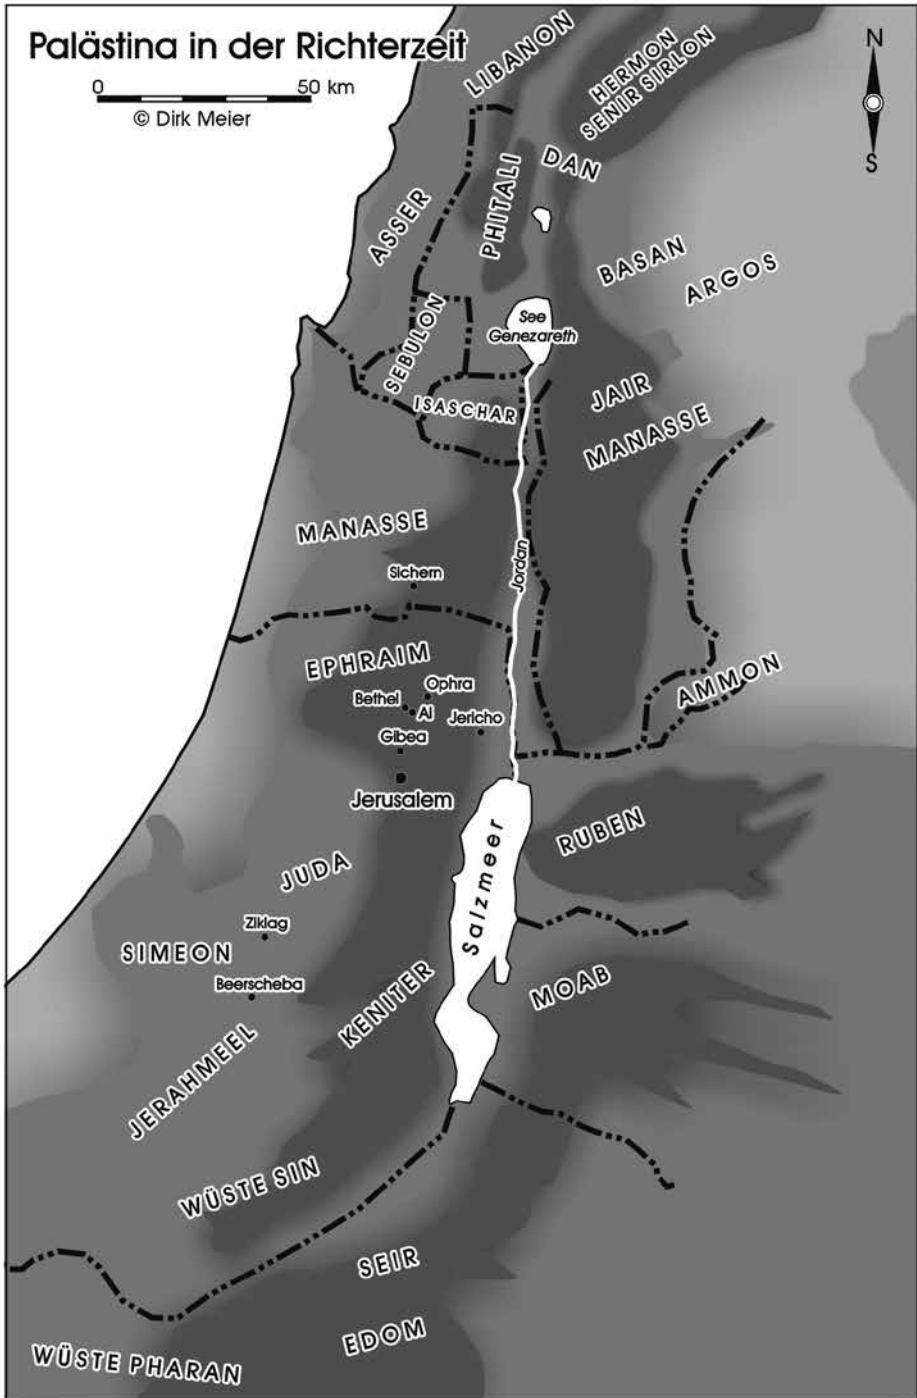 Palästina in der Richterzeit
0 50 km
© Dirk Meier
N
S
LIBANON
HERMON
SENIR SIRLON
DAN
PHITALI
ASSER
BASAN
ARGOS
SEBULON
See
Genezareth
ISASCHAR
JAIR
MANASSE
MANASSE
Jordan
Sichern
EPHRAIM
AMMON
Ophra
Bethel
Ai
Jericho
Gibea
Jerusalem
RUBEN
Salzmeer
JUDA
Ziklag
SIMEON
Beerscheba
KENITER
MOAB
JERAHMEEL
WÜSTE SIN
SEIR
EDOM
WÜSTE PHARAN